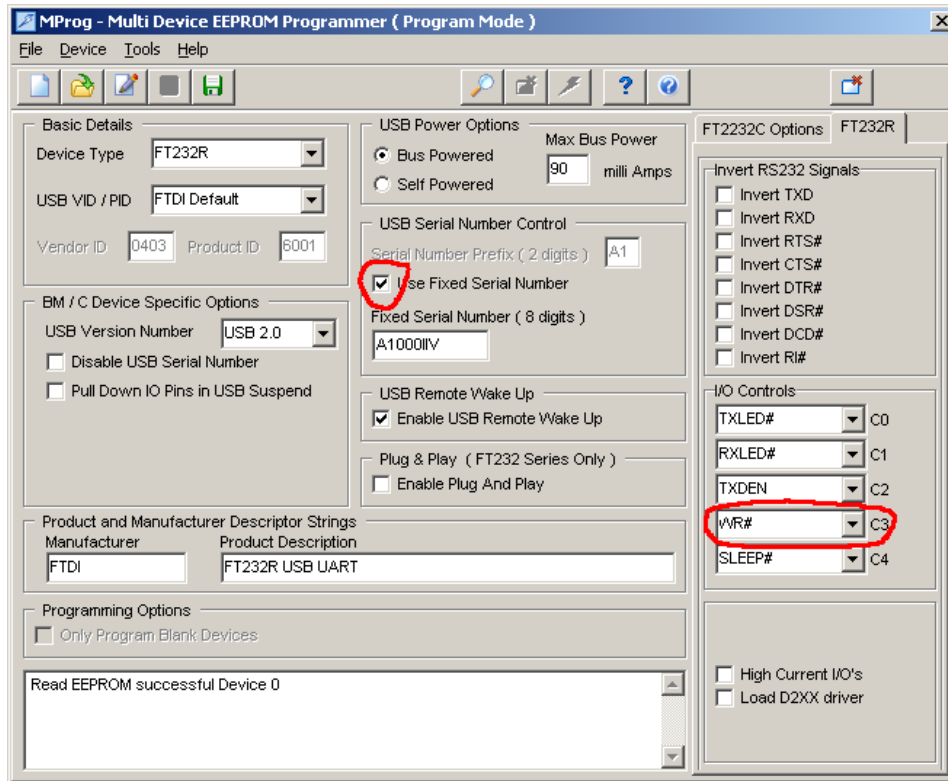 MProg - Multi Device EEPROM Programmer ( Program Mode )
File Device Tools Help
Basic Details
Device Type FT232R
USB VID / PID FTDI Default
Vendor ID 0403 Product ID 6001
BM / C Device Specific Options
USB Version Number USB 2.0
Disable USB Serial Number
Pull Down IO Pins in USB Suspend
USB Power Options
Bus Powered
Self Powered
Max Bus Power
90 milli Amps
USB Serial Number Control
Serial Number Prefix ( 2 digits ) A1
Use Fixed Serial Number
Fixed Serial Number ( 8 digits )
A1000IIV
USB Remote Wake Up
Enable USB Remote Wake Up
Plug & Play ( FT232 Series Only )
Enable Plug And Play
Product and Manufacturer Descriptor Strings
Manufacturer Product Description
FTDI FT232R USB UART
Programming Options
Only Program Blank Devices
Read EEPROM successful Device 0
FT2232C Options FT232R
Invert RS232 Signals
Invert TXD
Invert RXD
Invert RTS#
Invert CTS#
Invert DTR#
Invert DSR#
Invert DCD#
Invert RI#
I/O Controls
TXLED# C0
RXLED# C1
TXDEN C2
WR# C3
SLEEP# C4
High Current I/O's
Load D2XX driver